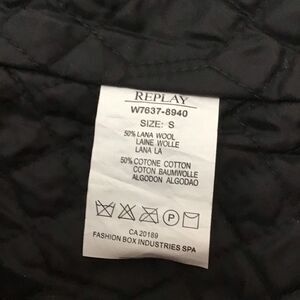 REPLAY
W7637-8940
SIZE: S
50% LANA WOOL
LAINE WOLLE
LANA LA
50% COTONE COTTON
COTON BAUMWOLLE
ALGODON ALGODAO
P
CA 20189
FASHION BOX INDUSTRIES SPA